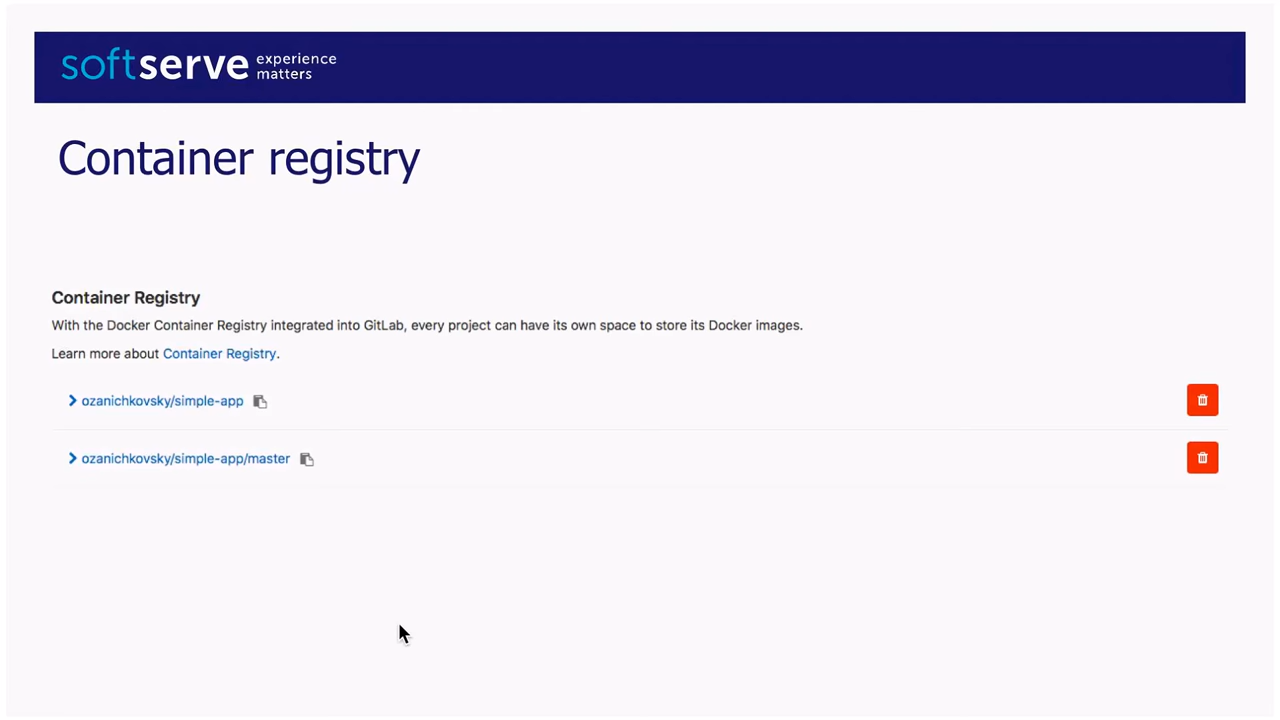 softserve experience matters
Container registry
Container Registry
With the Docker Container Registry integrated into GitLab, every project can have its own space to store its Docker images.
Learn more about Container Registry.
ozanichkovsky/simple-app
ozanichkovsky/simple-app/master